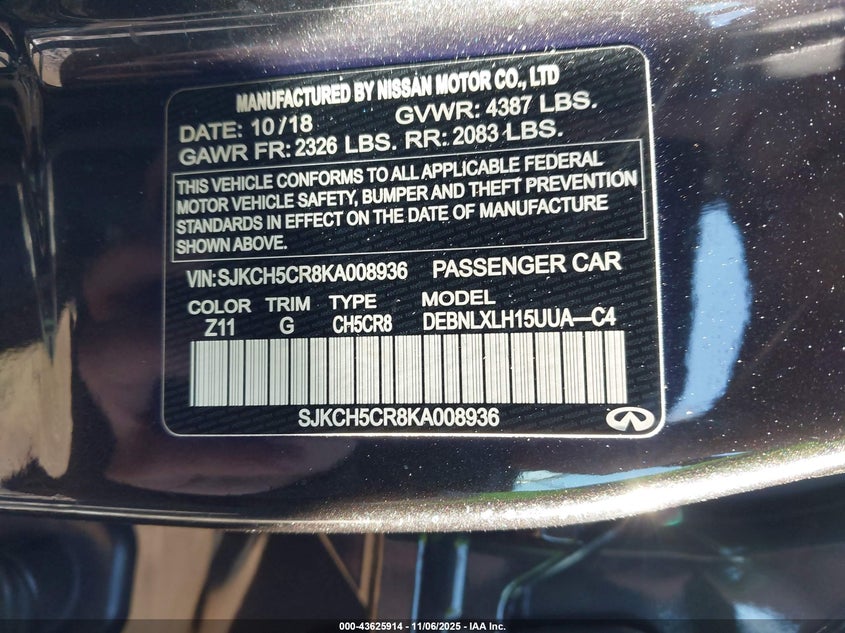 MANUFACTURED BY NISSAN MOTOR CO., LTD
DATE: 10/18 GVWR: 4387 LBS.
GAWR FR: 2326 LBS. RR: 2083 LBS.
THIS VEHICLE CONFORMS TO ALL APPLICABLE FEDERAL
MOTOR VEHICLE SAFETY, BUMPER AND THEFT PREVENTION
STANDARDS IN EFFECT ON THE DATE OF MANUFACTURE
SHOWN ABOVE.
VIN:SJKCH5CR8KA008936 PASSENGER CAR
COLOR TRIM TYPE MODEL
Z11 G CH5CR8 DEBNLXLH15UUA—C4
SJKCH5CR8KA008936
000-43625914 - 11/06/2025 - IAA Inc.